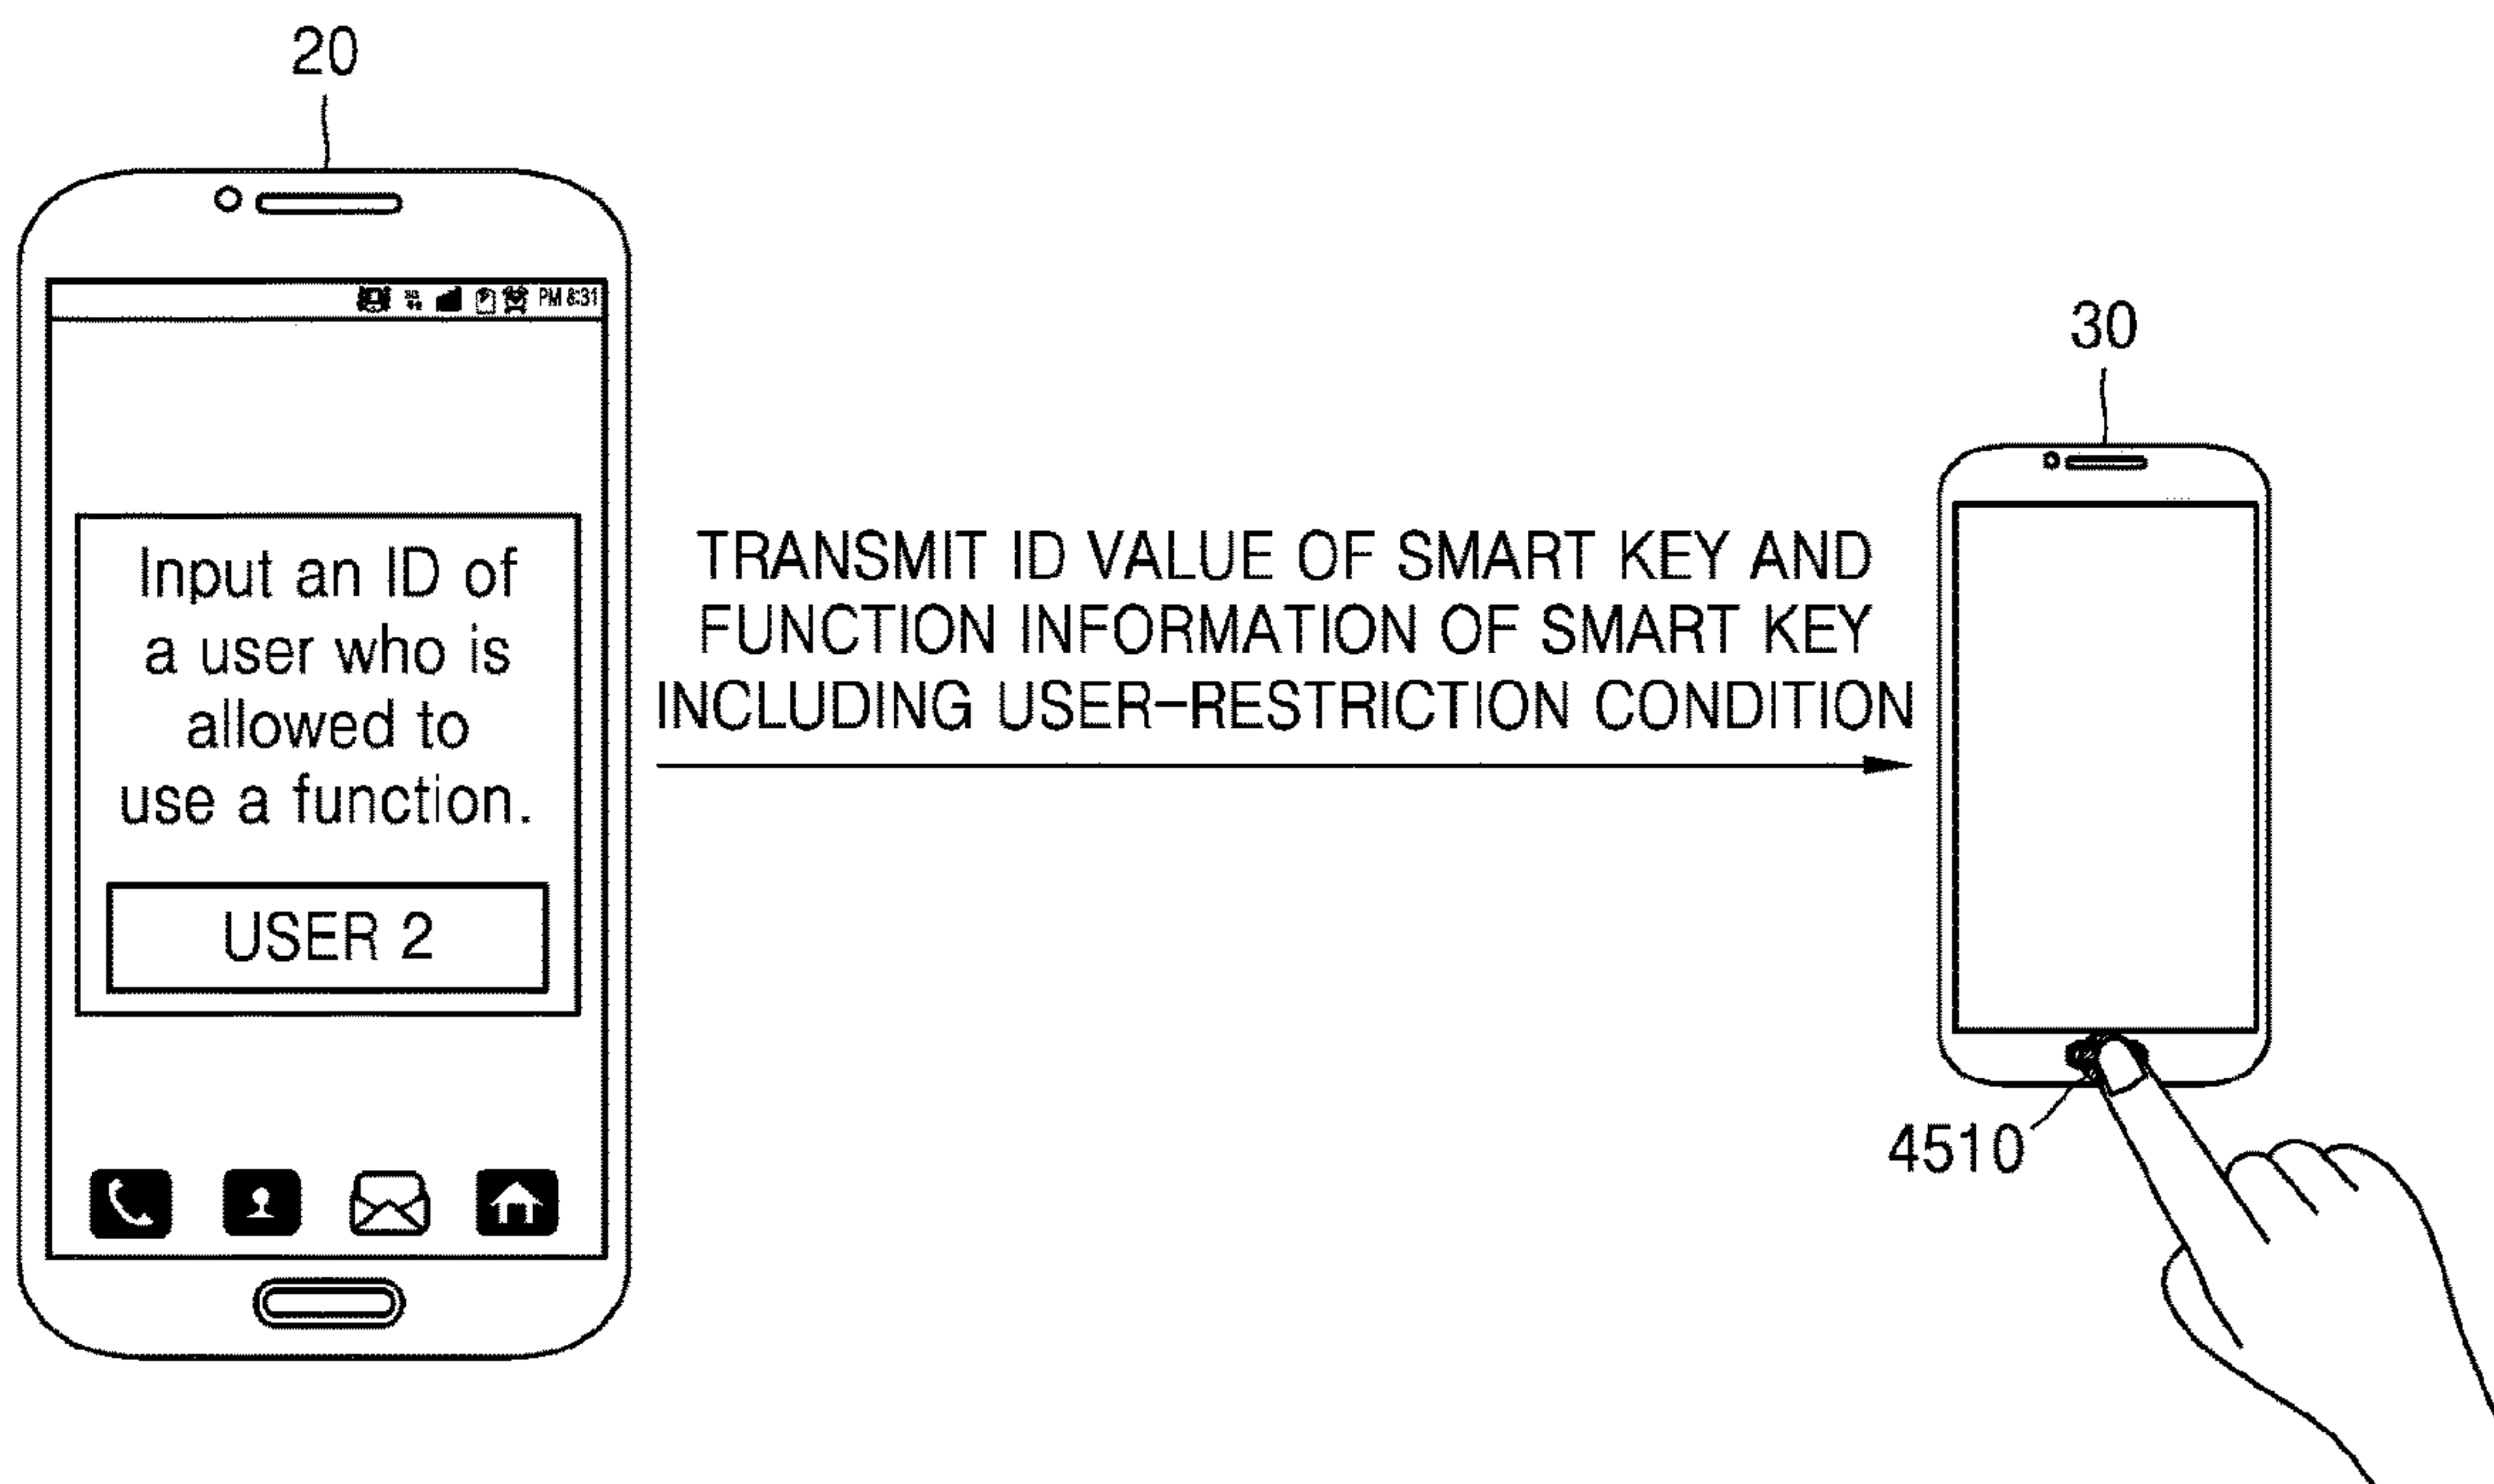 20
PM 8:31
Input an ID of
a user who is
allowed to
use a function.
USER 2
TRANSMIT ID VALUE OF SMART KEY AND
FUNCTION INFORMATION OF SMART KEY
INCLUDING USER-RESTRICTION CONDITION
30
4510